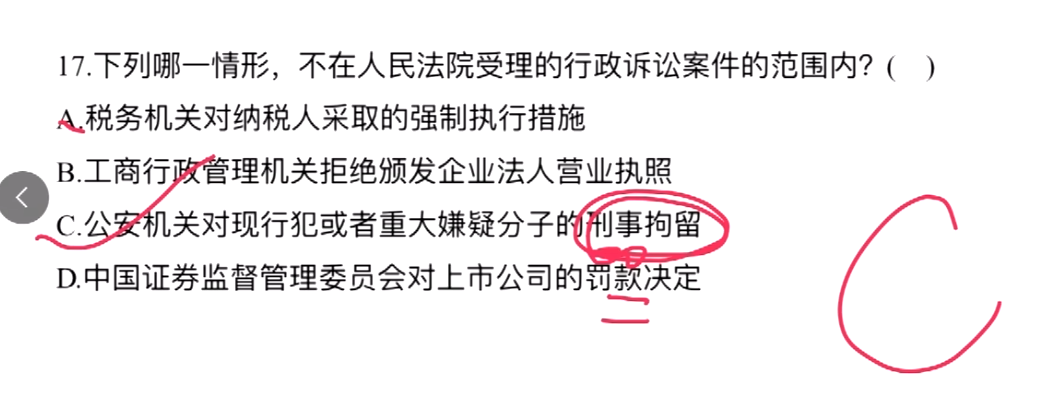 17.下列哪一情形，不在人民法院受理的行政诉讼案件的范围内？( )
A.税务机关对纳税人采取的强制执行措施
B.工商行政管理机关拒绝颁发企业法人营业执照
C.公安机关对现行犯或者重大嫌疑分子的刑事拘留
D.中国证券监督管理委员会对上市公司的罚款决定
C